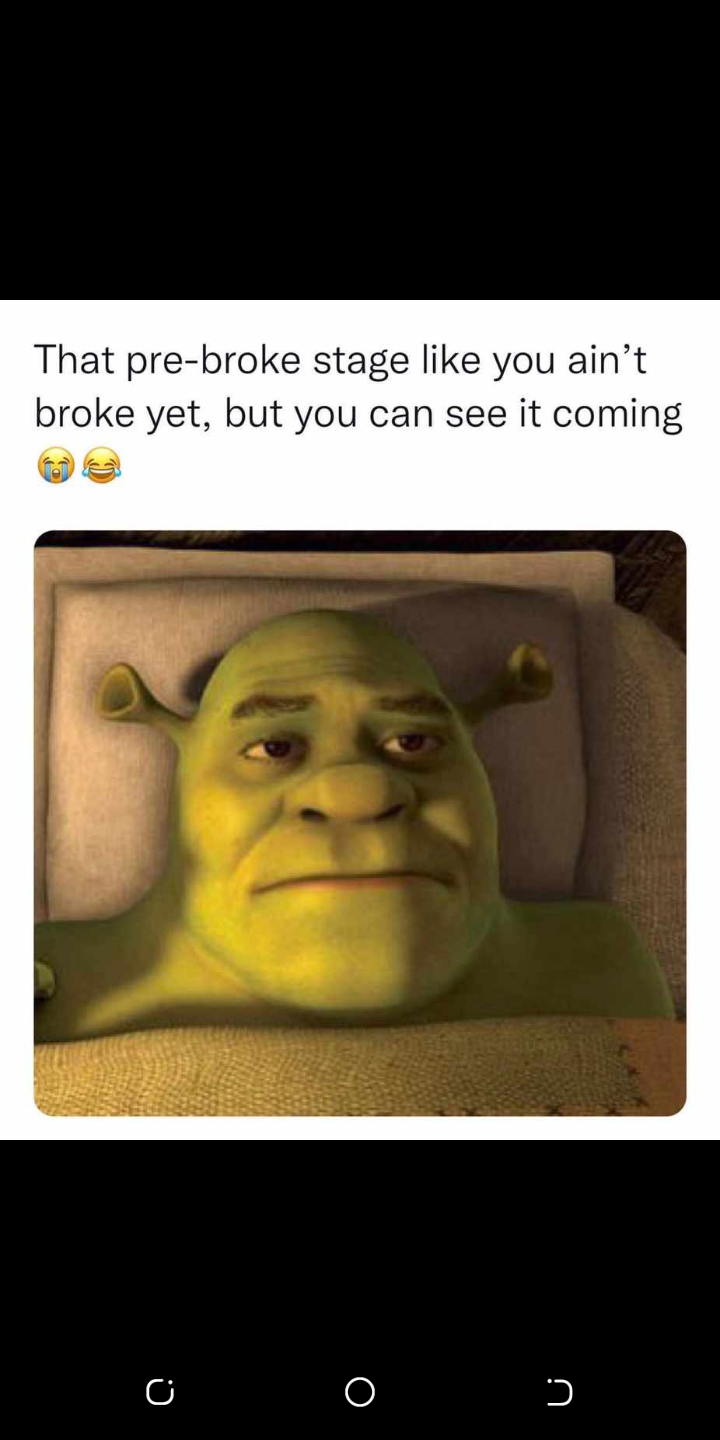 That pre-broke stage like you ain’t
broke yet, but you can see it coming
😭😂